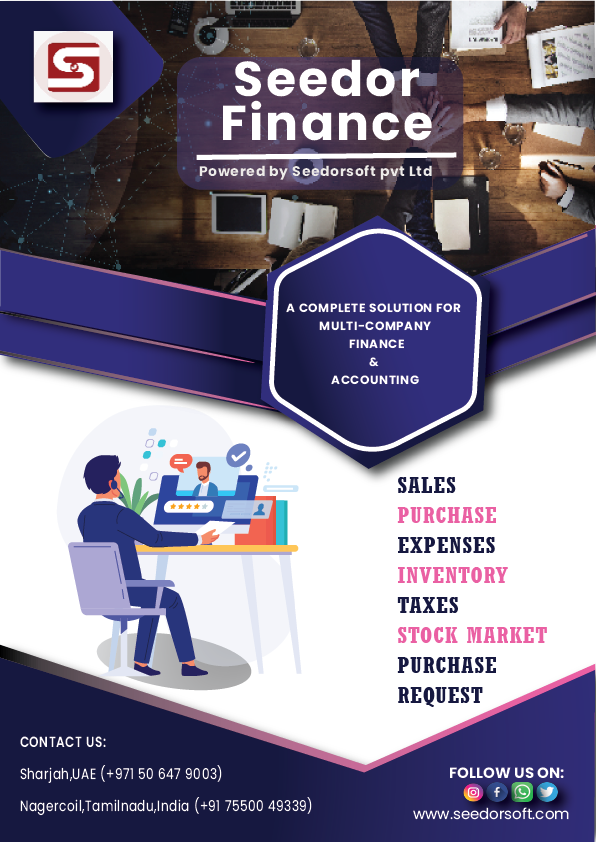 Seedor
Finance
Powered by Seedorsoft pvt Ltd
A COMPLETE SOLUTION FOR
MULTI-COMPANY
FINANCE
&
ACCOUNTING
SALES
PURCHASE
EXPENSES
INVENTORY
TAXES
STOCK MARKET
PURCHASE
REQUEST
CONTACT US:
Sharjah,UAE (+971 50 647 9003)
Nagercoil,Tamilnadu,India (+91 75500 49339)
FOLLOW US ON:
www.seedorsoft.com